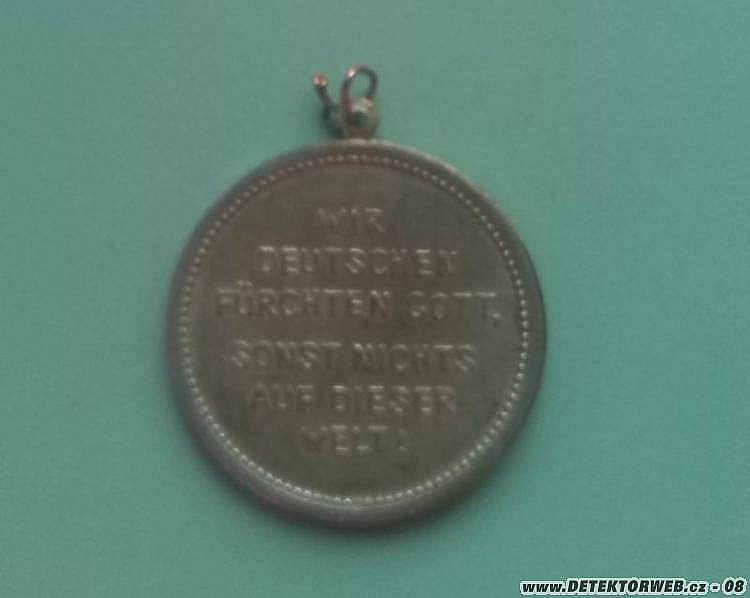 WIR
DEUTSCHEN
FÜRCHTEN GOTT,
SONST NICHTS
AUF DIESER
WELT!
www.DETEKTORWEB.cz - 08